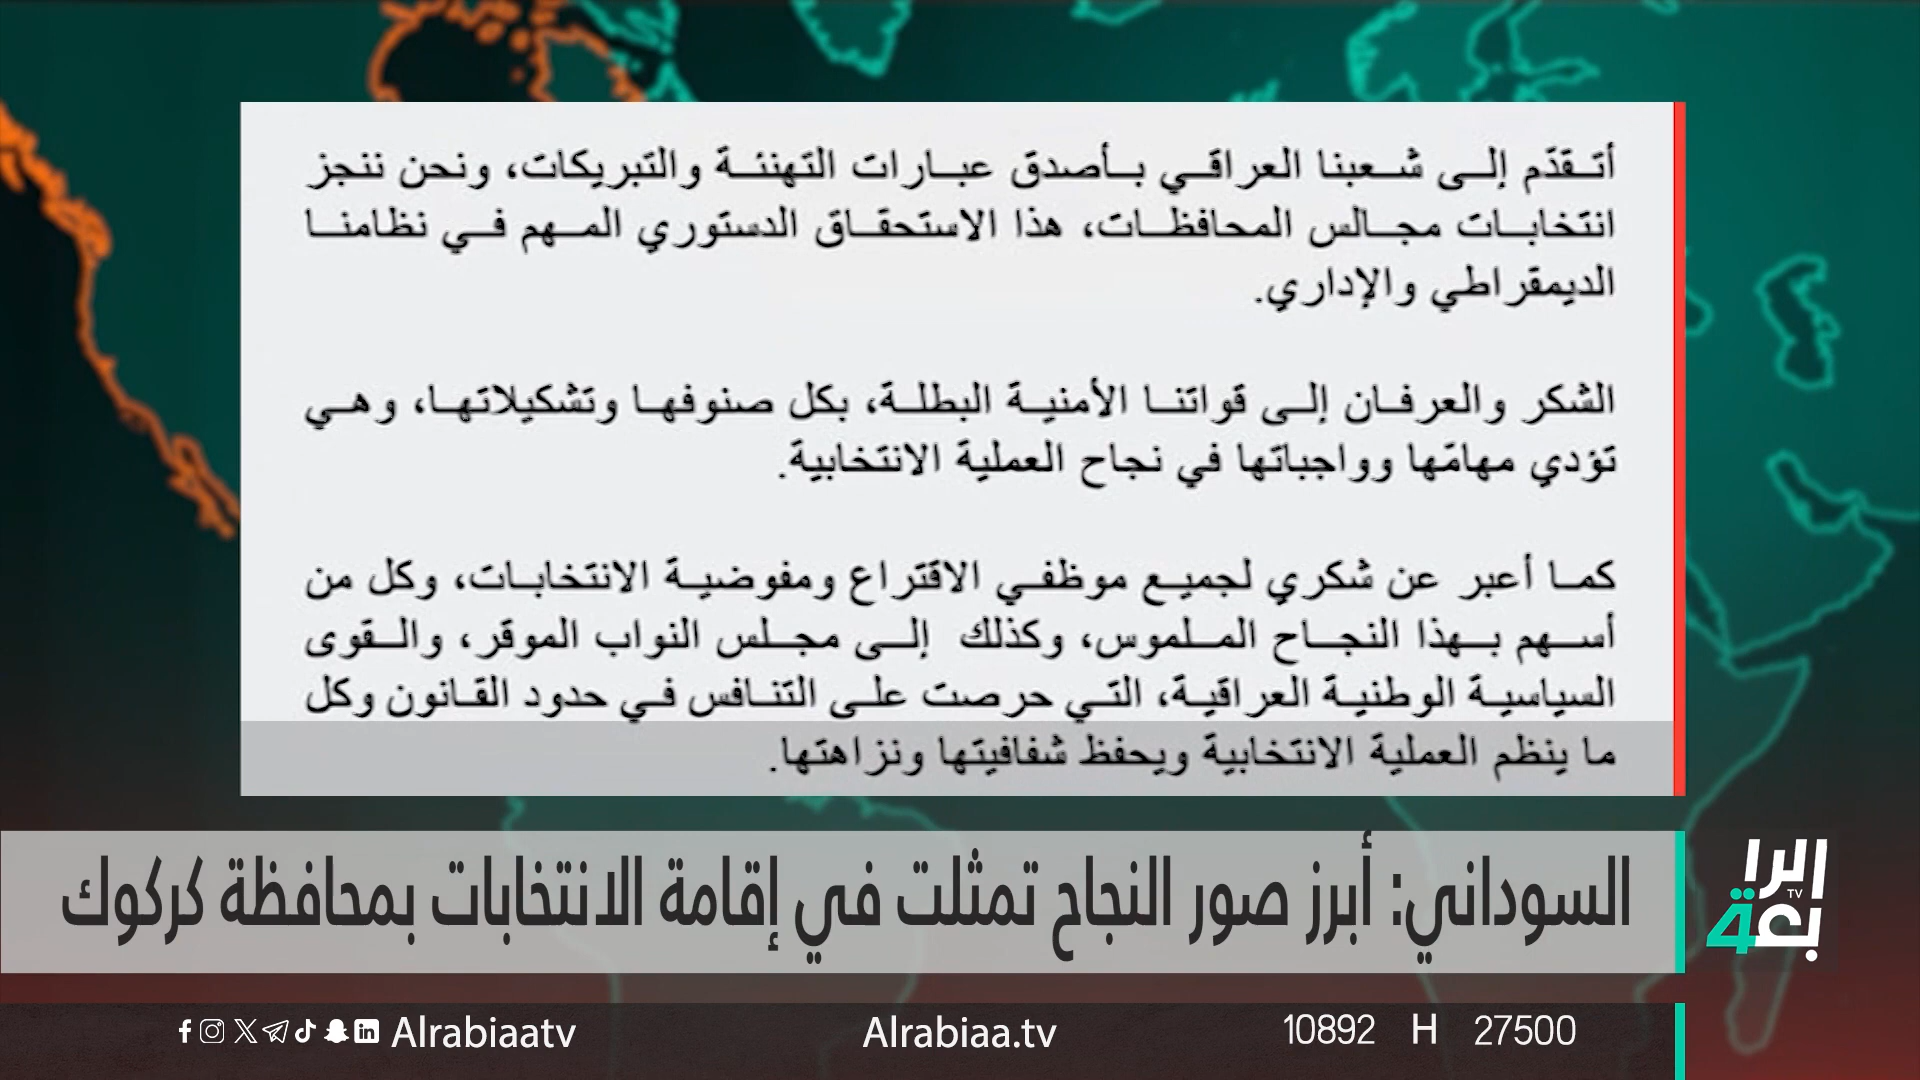 أتقدّم إلى شعبنا العراقي بأصدق عبارات التهنئة والتبريكات، ونحن ننجز
انتخابات مجالس المحافظات، هذا الاستحقاق الدستوري المهم في نظامنا
الديمقراطي والإداري.
الشكر والعرفان إلى قواتنا الأمنية البطلة، بكل صنوفها وتشكيلاتها، وهي
تؤدي مهامّها وواجباتها في نجاح العملية الانتخابية.
كما أعبر عن شكري لجميع موظفي الاقتراع ومفوضية الانتخابات، وكل من
أسهم بهذا النجاح الملموس، وكذلك إلى مجلس النواب الموقر، والقوى
السياسية الوطنية العراقية، التي حرصت على التنافس في حدود القانون وكل
ما ينظم العملية الانتخابية ويحفظ شفافيتها ونزاهتها.
السوداني: أبرز صور النجاح تمثلت في إقامة الانتخابات بمحافظة كركوك
الرا
TV
بعة 4
Alrabiaatv
Alrabiaa.tv
10892 H 27500